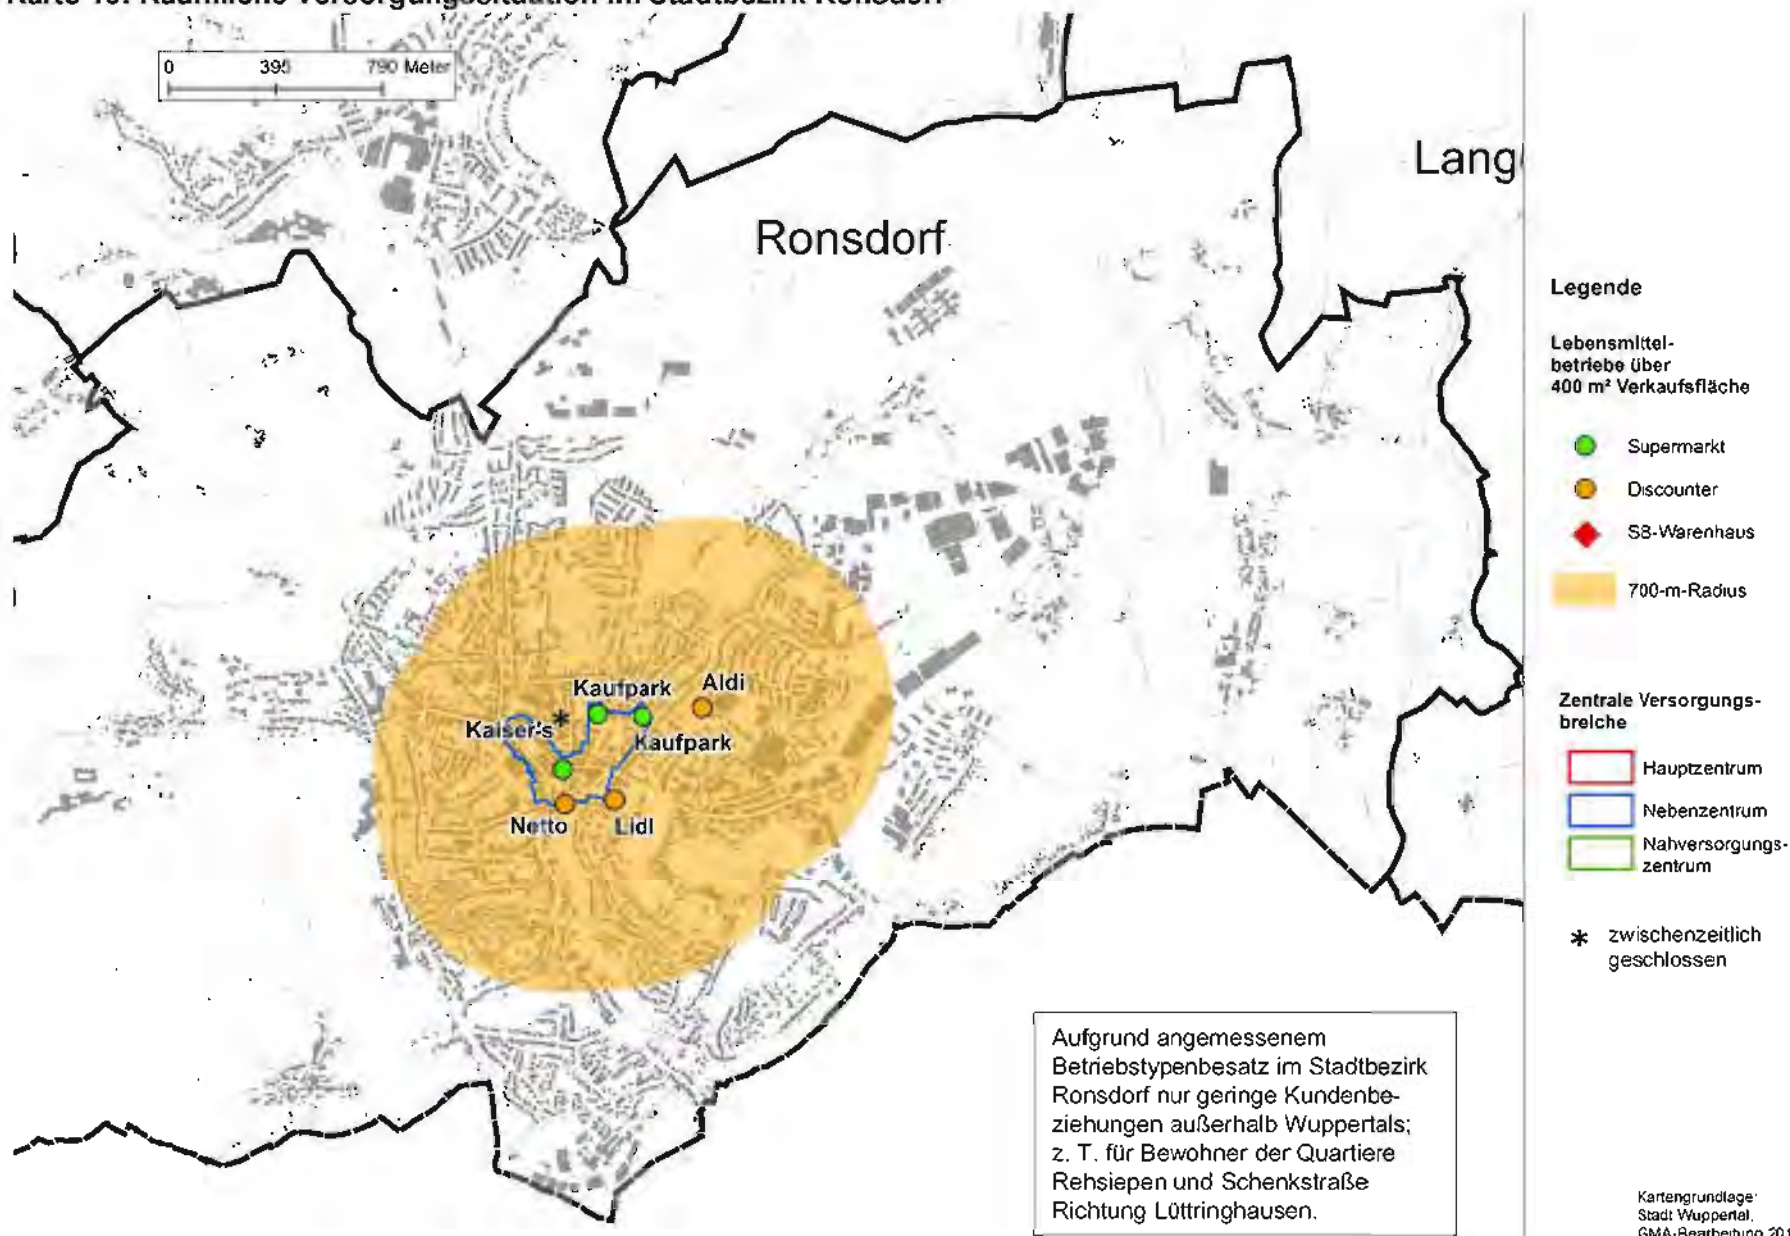 0 395 790 Meter
Ronsdorf
Lang
Kaufpark
Aldi
Kaiser's *
Kaufpark
Netto
Lidl
Legende
Lebensmittel-
betriebe über
400 m² Verkaufsfläche
Supermarkt
Discounter
SB-Warenhaus
700-m-Radius
Zentrale Versorgungs-
breiche
Hauptzentrum
Nebenzentrum
Nahversorgungs-
zentrum
* zwischenzeitlich
geschlossen
Aufgrund angemessenem
Betriebstypenbesatz im Stadtbezirk
Ronsdorf nur geringe Kundenbe-
ziehungen außerhalb Wuppertals;
z. T. für Bewohner der Quartiere
Rehsiepen und Schenkstraße
Richtung Lüttringhausen.
Kartengrundlage:
Stadt Wuppertal,
GMA-Bearbeitung